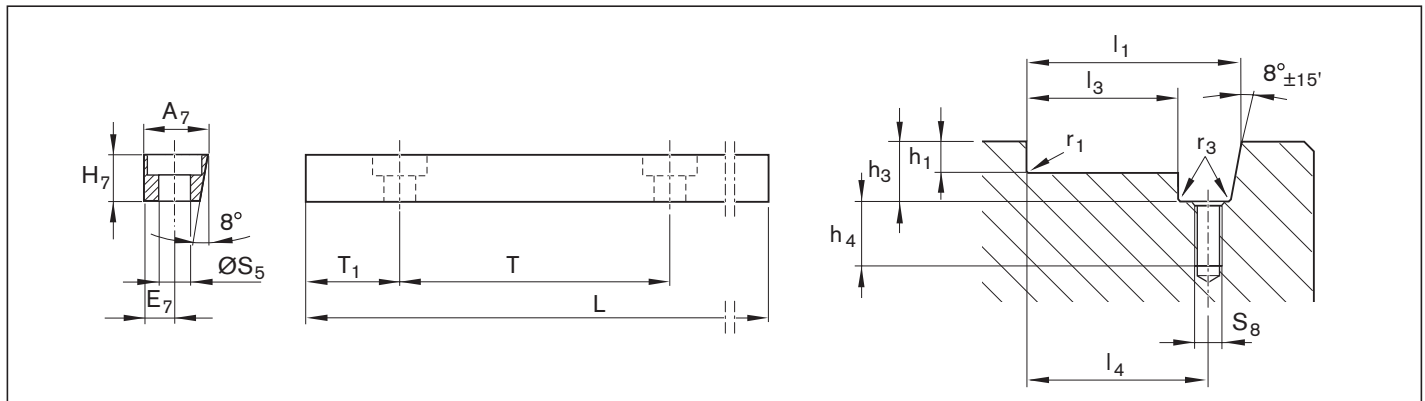 A₇
H₇
8°
ØS₅
E₇
T₁
T
L
l₁
l₃
8°±15'
r₁
h₁
h₃
r₃
h₄
S₈
l₄